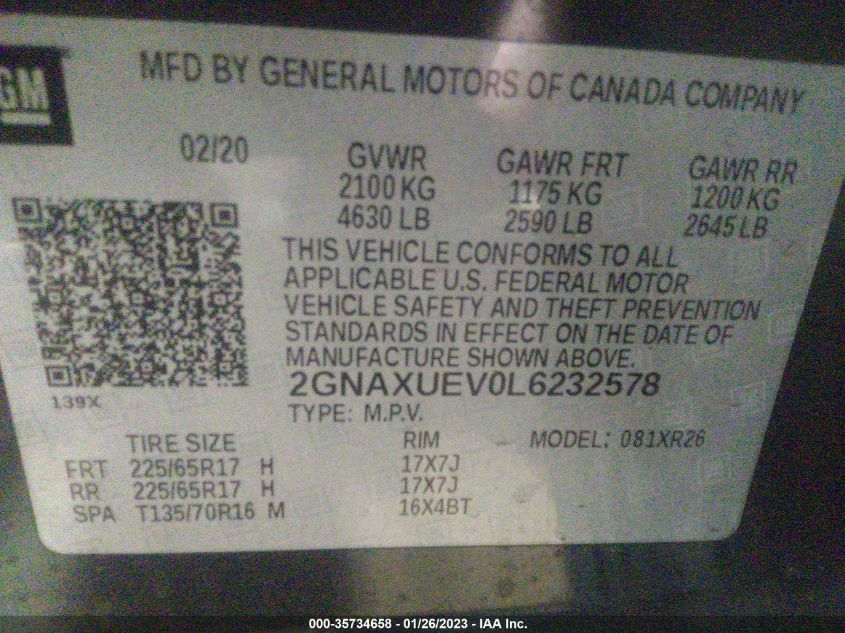 GM
MFD BY GENERAL MOTORS OF CANADA COMPANY
02/20 GVWR GAWR FRT GAWR RR
2100 KG 1175 KG 1200 KG
4630 LB 2590 LB 2645 LB
THIS VEHICLE CONFORMS TO ALL
APPLICABLE U.S. FEDERAL MOTOR
VEHICLE SAFETY AND THEFT PREVENTION
STANDARDS IN EFFECT ON THE DATE OF
MANUFACTURE SHOWN ABOVE.
2GNAXUEV0L6232578
139X
TYPE: M.P.V.
TIRE SIZE RIM MODEL: 081XR26
FRT 225/65R17 H 17X7J
RR 225/65R17 H 17X7J
SPA T135/70R16 M 16X4BT
000-35734658 - 01/26/2023 - IAA Inc.